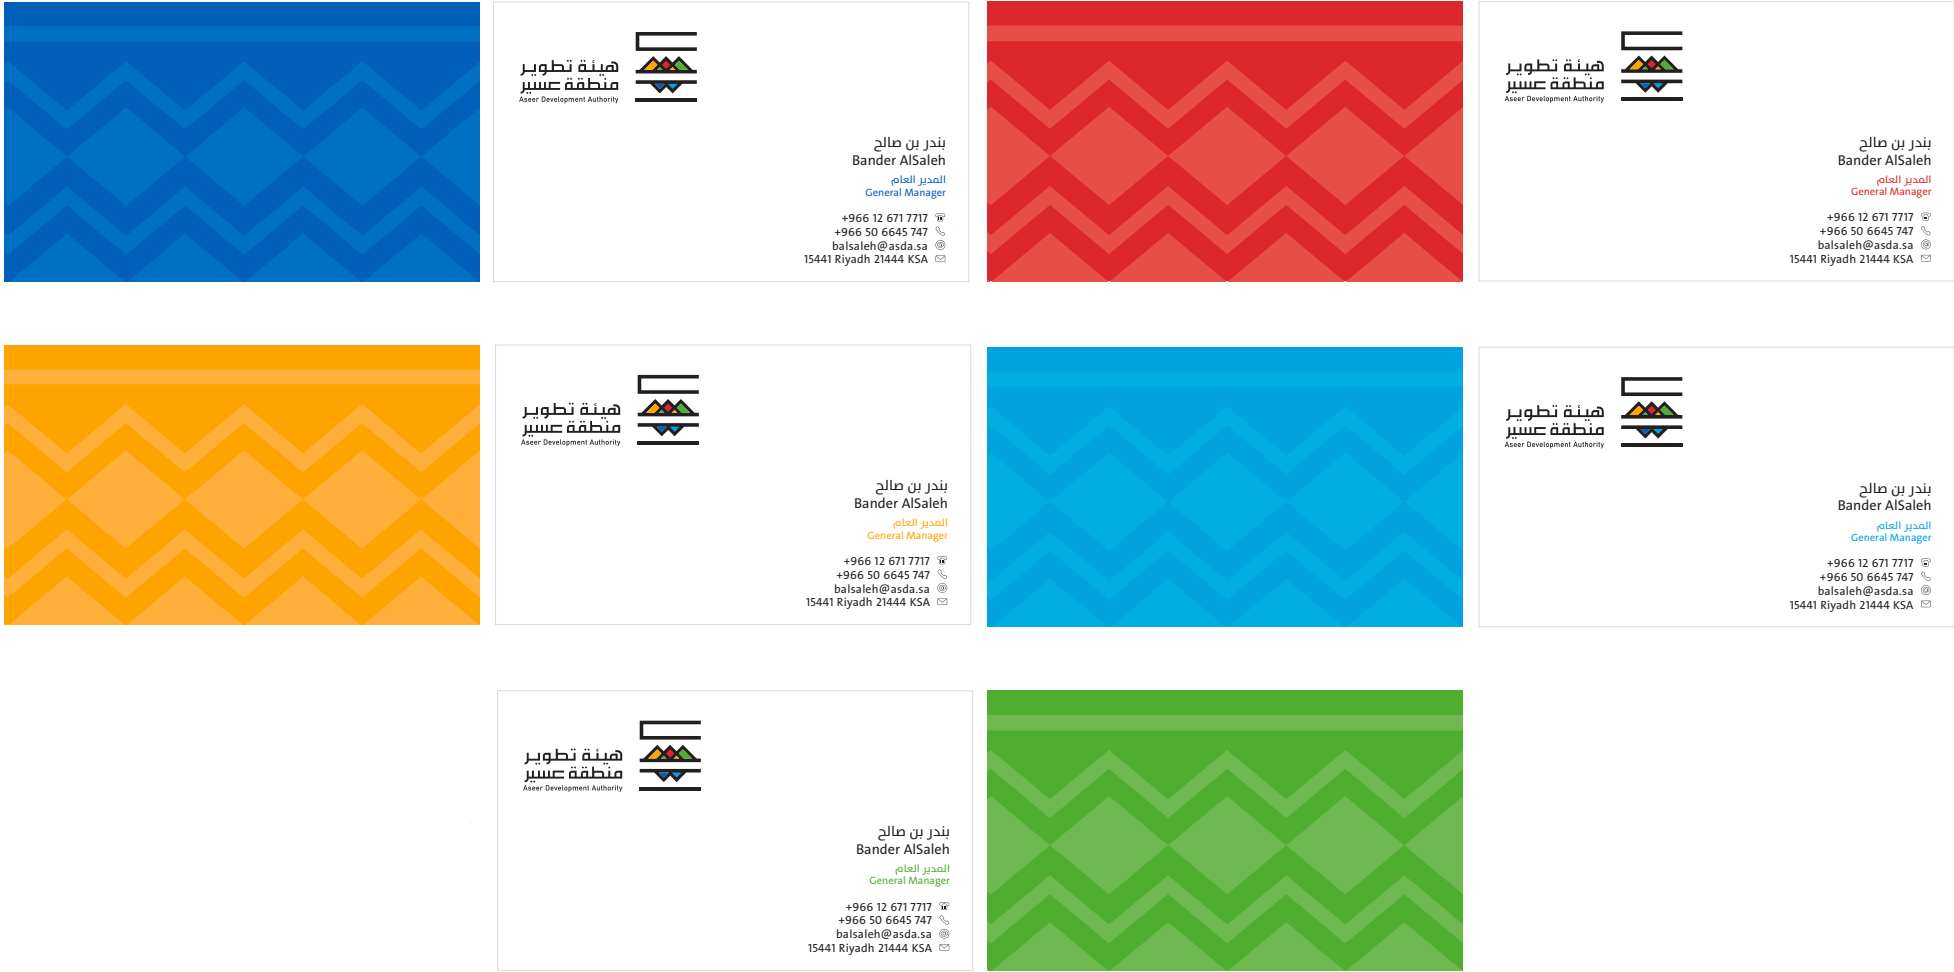 هيئة تطوير
منطقة عسير
Aseer Development Authority
بندر بن صالح
Bander AlSaleh
المدير العام
General Manager
+966 12 671 7717
+966 50 6645 747
balsaleh@asda.sa
15441 Riyadh 21444 KSA
هيئة تطوير
منطقة عسير
Aseer Development Authority
بندر بن صالح
Bander AlSaleh
المدير العام
General Manager
+966 12 671 7717
+966 50 6645 747
balsaleh@asda.sa
15441 Riyadh 21444 KSA
هيئة تطوير
منطقة عسير
Aseer Development Authority
بندر بن صالح
Bander AlSaleh
المدير العام
General Manager
+966 12 671 7717
+966 50 6645 747
balsaleh@asda.sa
15441 Riyadh 21444 KSA
هيئة تطوير
منطقة عسير
Aseer Development Authority
بندر بن صالح
Bander AlSaleh
المدير العام
General Manager
+966 12 671 7717
+966 50 6645 747
balsaleh@asda.sa
15441 Riyadh 21444 KSA
هيئة تطوير
منطقة عسير
Aseer Development Authority
بندر بن صالح
Bander AlSaleh
المدير العام
General Manager
+966 12 671 7717
+966 50 6645 747
balsaleh@asda.sa
15441 Riyadh 21444 KSA